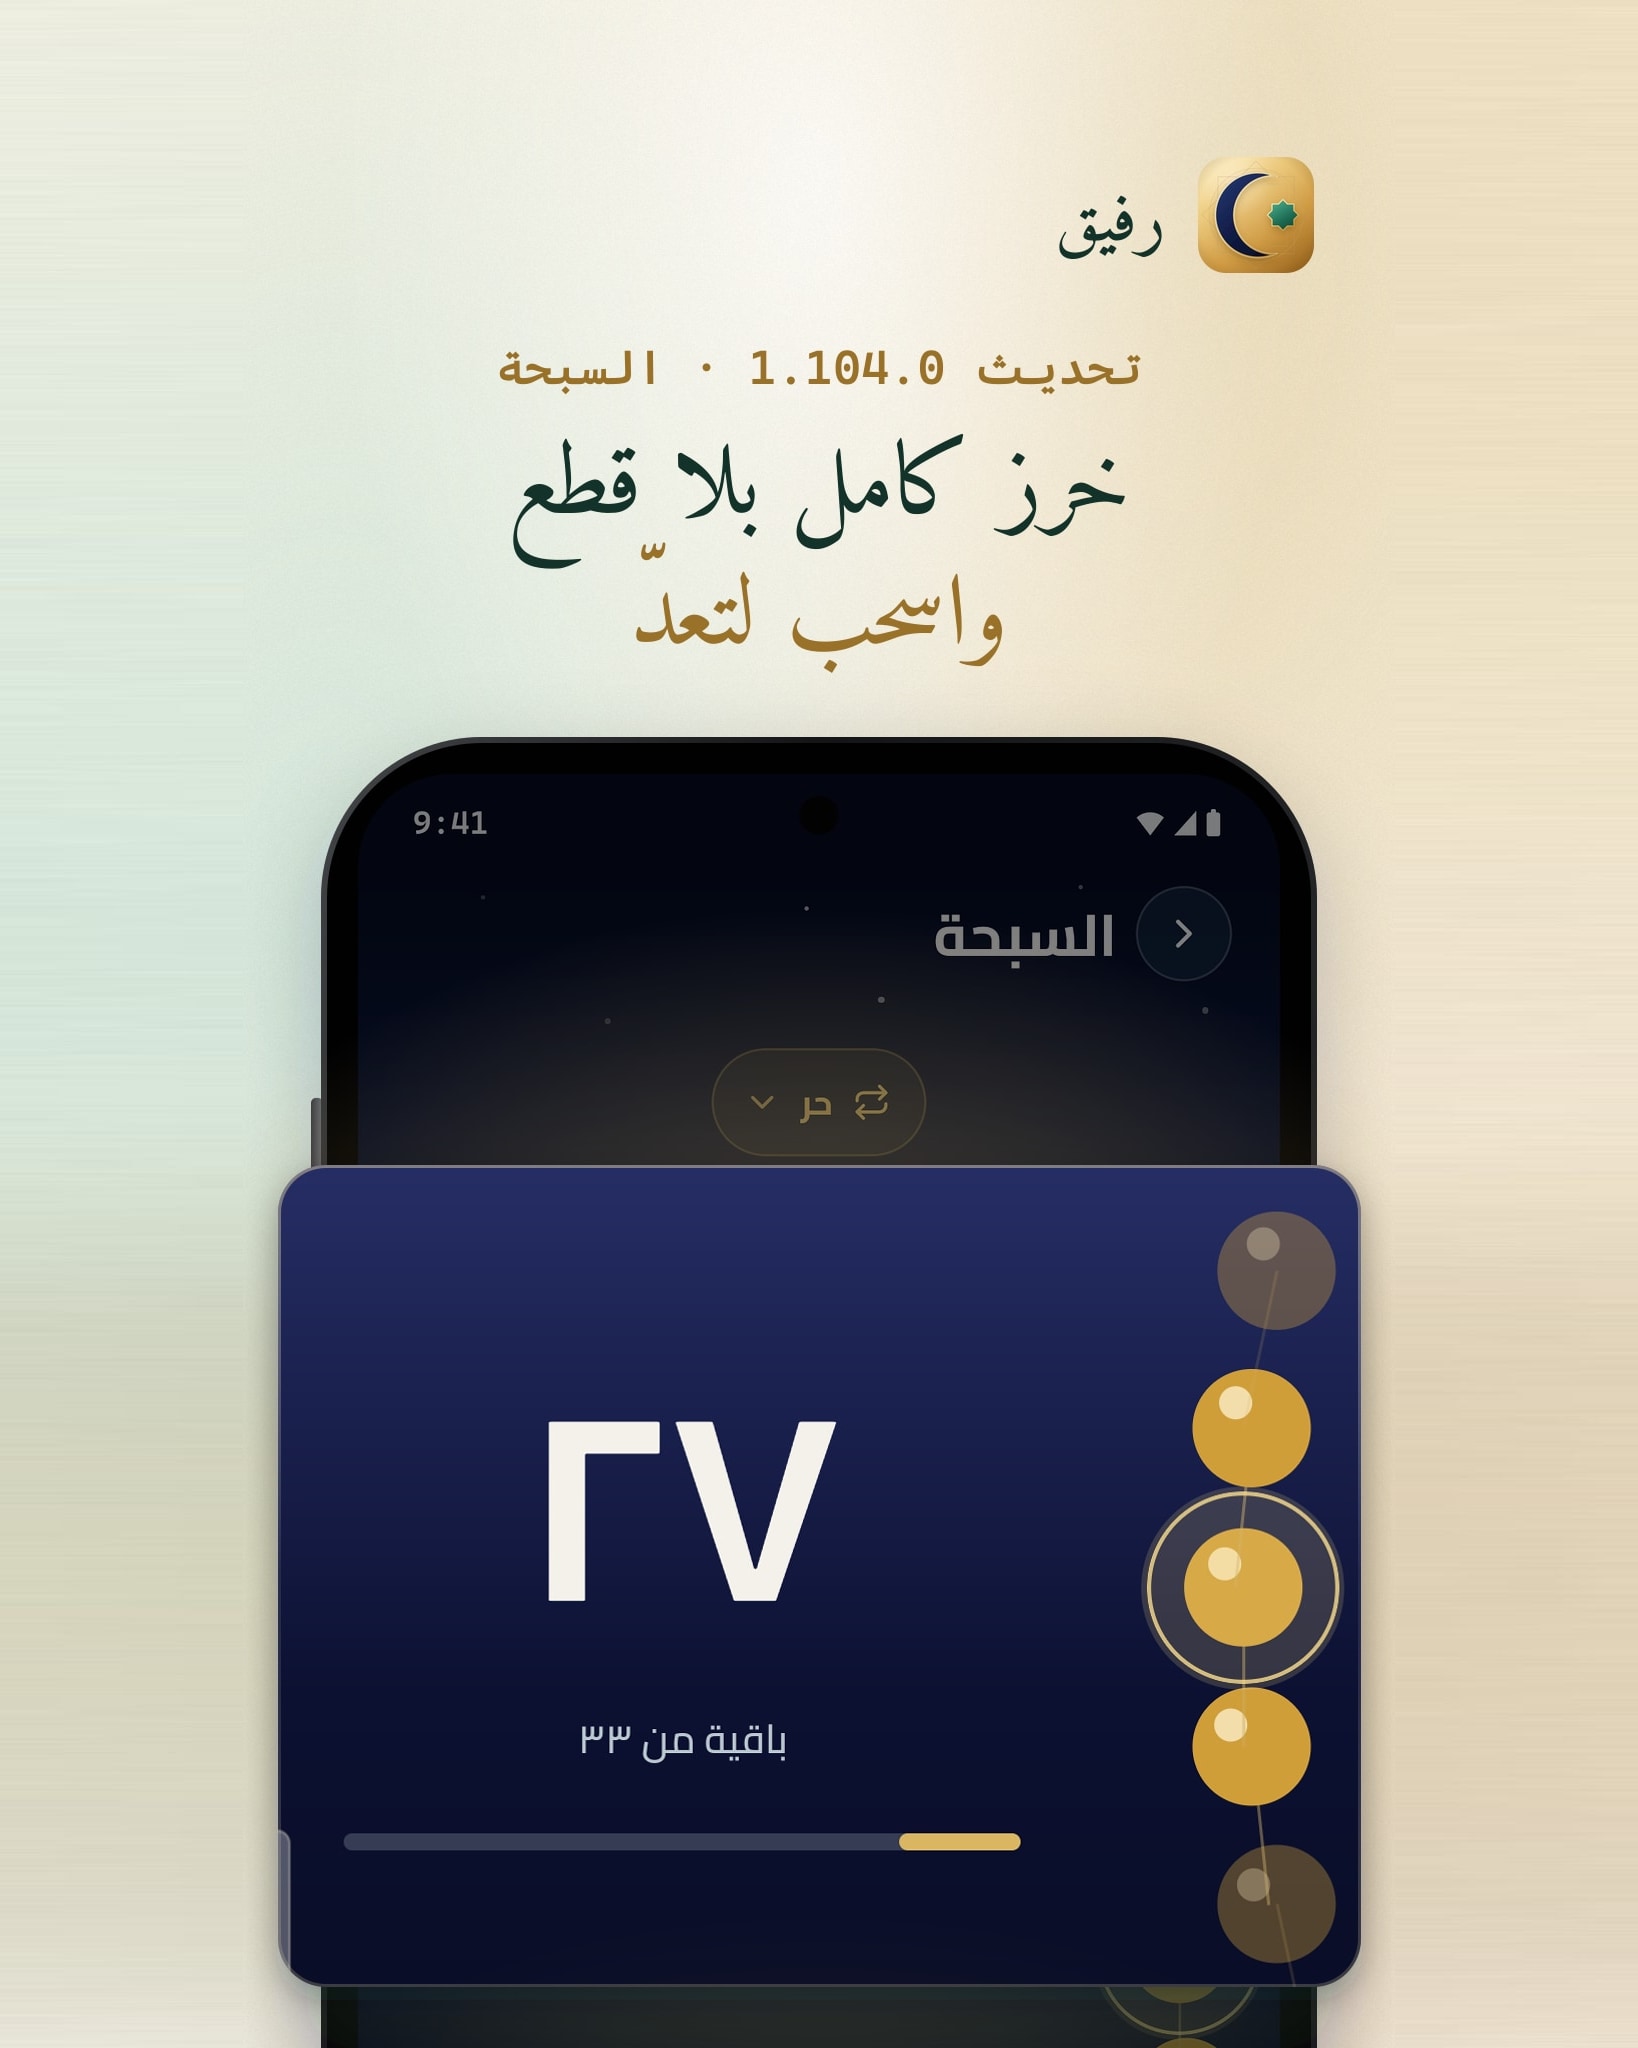 رفيق
تحديث 1.104.0 · السبحة
خرز كامل بلا قطع
واسحب لتعدّ
9:41
السبحة
حر
٢٧
باقية من ٣٣